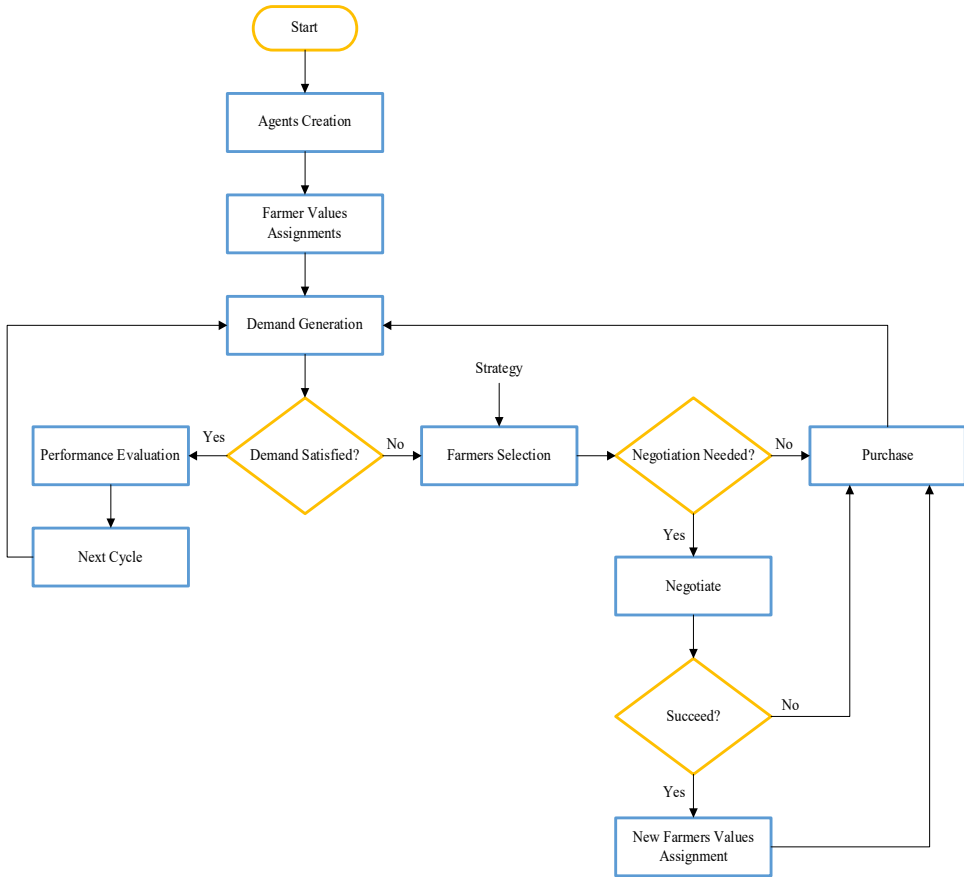 Start
Agents Creation
Farmer Values
Assignments
Demand Generation
Strategy
Yes
Performance Evaluation
Demand Satisfied?
No
Farmers Selection
Negotiation Needed?
No
Purchase
Yes
Next Cycle
Negotiate
Succeed?
No
Yes
New Farmers Values
Assignment